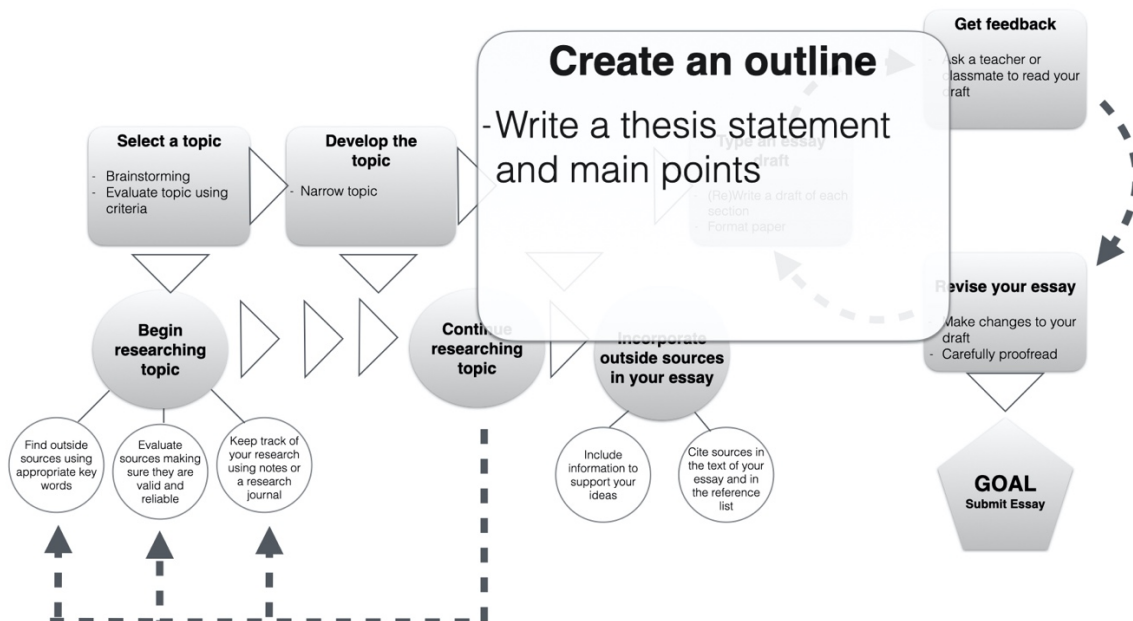 Get feedback
- Ask a teacher or
classmate to read your
draft
Create an outline
- Write a thesis statement
and main points
Select a topic
- Brainstorming
- Evaluate topic using
criteria
Develop the
topic
- Narrow topic
Type an essay
draft
- (Re)Write a draft of each
section
- Format paper
Revise your essay
- Make changes to your
draft
- Carefully proofread
Begin
researching
topic
Continue
researching
topic
Incorporate
outside sources
in your essay
Find outside
sources using
appropriate key
words
Evaluate
sources making
sure they are
valid and
reliable
Keep track of
your research
using notes or
a research
journal
Include
information to
support your
ideas
Cite sources in
the text of your
essay and in
the reference
list
GOAL
Submit Essay